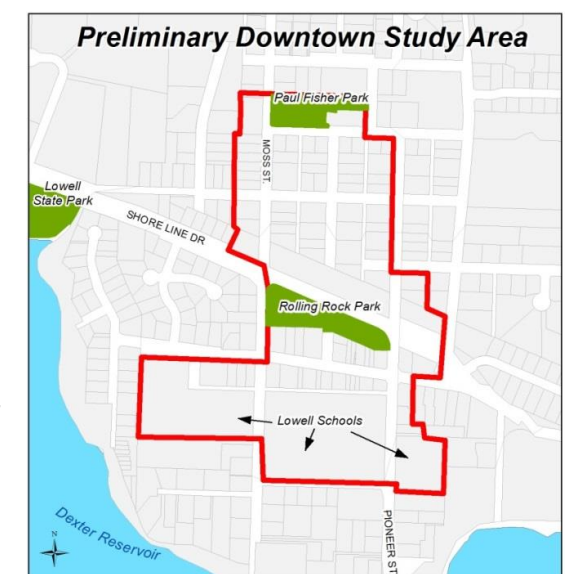 Preliminary Downtown Study Area
Paul Fisher Park
MOSS ST.
Lowell
State Park
SHORE LINE DR
Rolling Rock Park
Lowell Schools
Dexter Reservoir
PIONEER ST
N